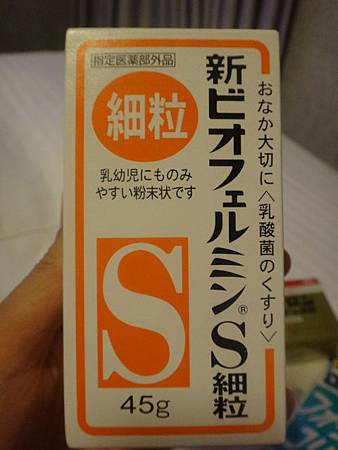 指定医薬部外品
細粒
乳幼児にものみ
やすい粉末状です
おなか大切に〈乳酸菌のくすり〉
新ビオフェルミン®S細粒
S
45g